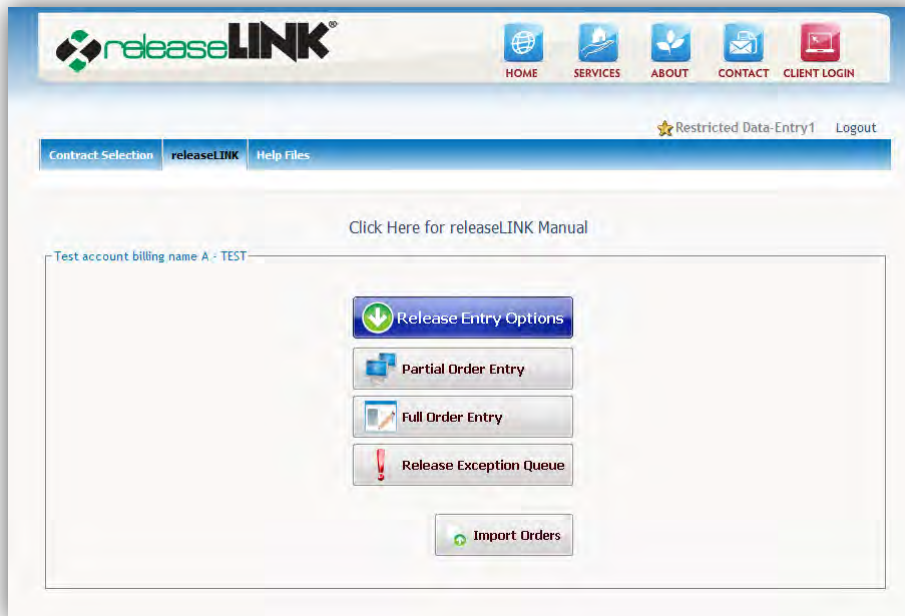 releaseLINK®
HOME SERVICES ABOUT CONTACT CLIENT LOGIN
Restricted Data-Entry1 Logout
Contract Selection releaseLINK Help Files
Click Here for releaseLINK Manual
Test account billing name A - TEST
Release Entry Options
Partial Order Entry
Full Order Entry
Release Exception Queue
Import Orders